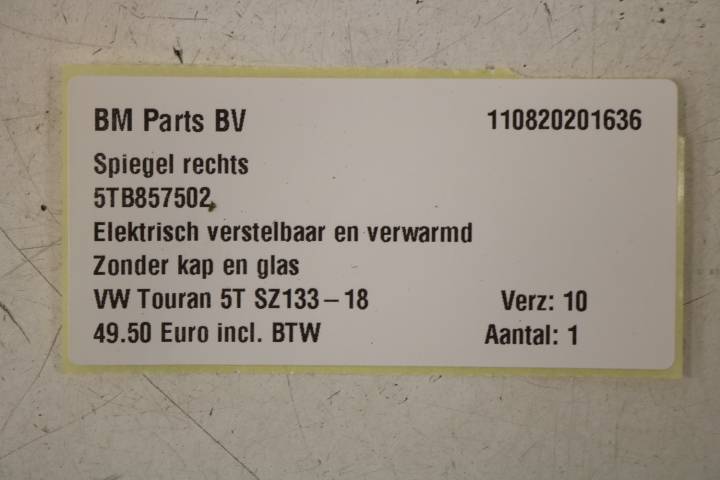 BM Parts BV 110820201636
Spiegel rechts
5TB857502
Elektrisch verstelbaar en verwarmd
Zonder kap en glas
VW Touran 5T SZ133-18 Verz: 10
49.50 Euro incl. BTW Aantal: 1